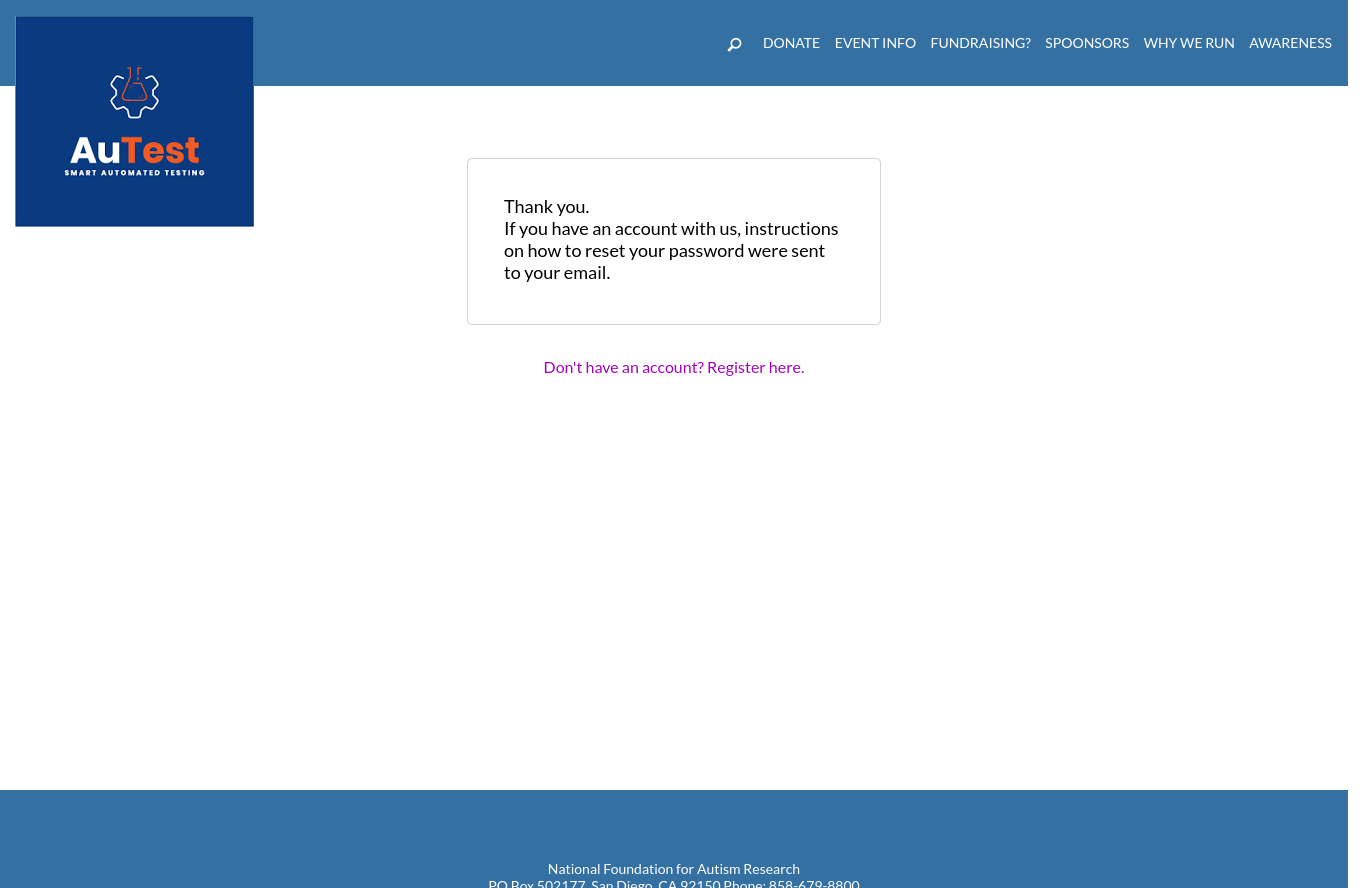 DONATE EVENT INFO FUNDRAISING? SPOONSORS WHY WE RUN AWARENESS
AuTest
SMART AUTOMATED TESTING
Thank you.
If you have an account with us, instructions
on how to reset your password were sent
to your email.
Don't have an account? Register here.
National Foundation for Autism Research
PO Box 502177, San Diego, CA 92150 Phone: 858-679-8800